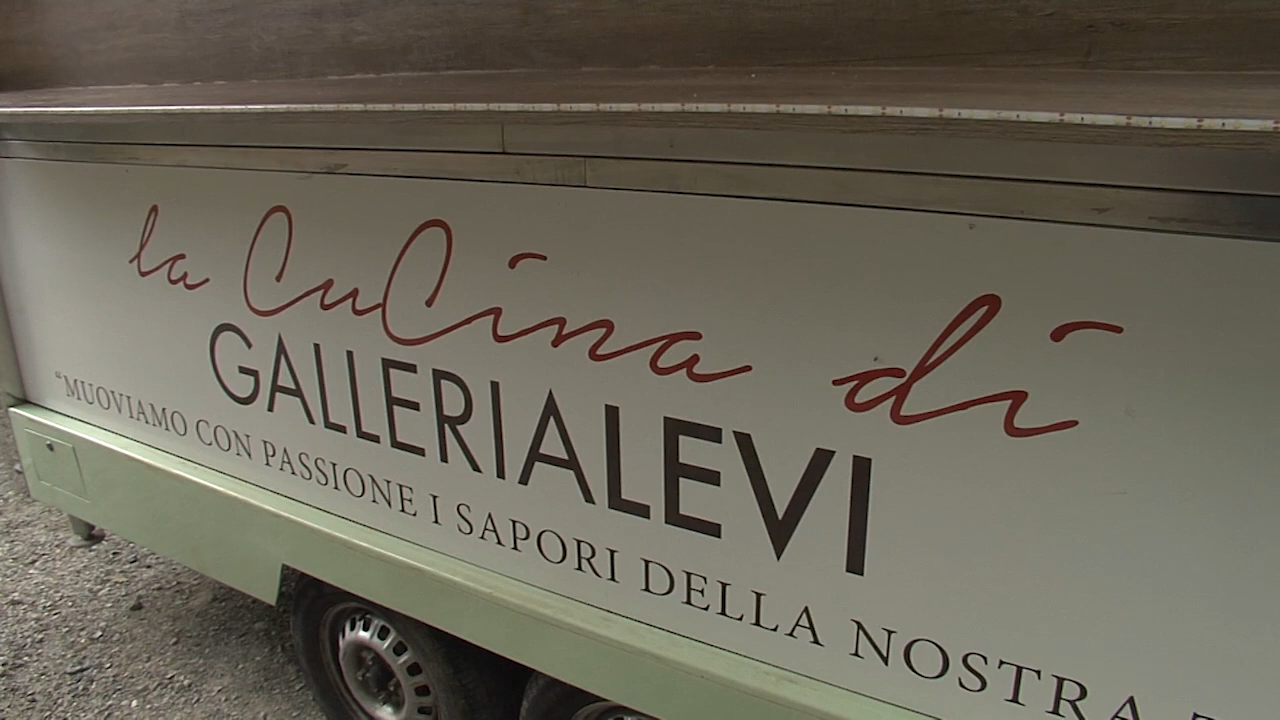 la CuCina di
GALLERIALEVI
“MUOVIAMO CON PASSIONE I SAPORI DELLA NOSTRA